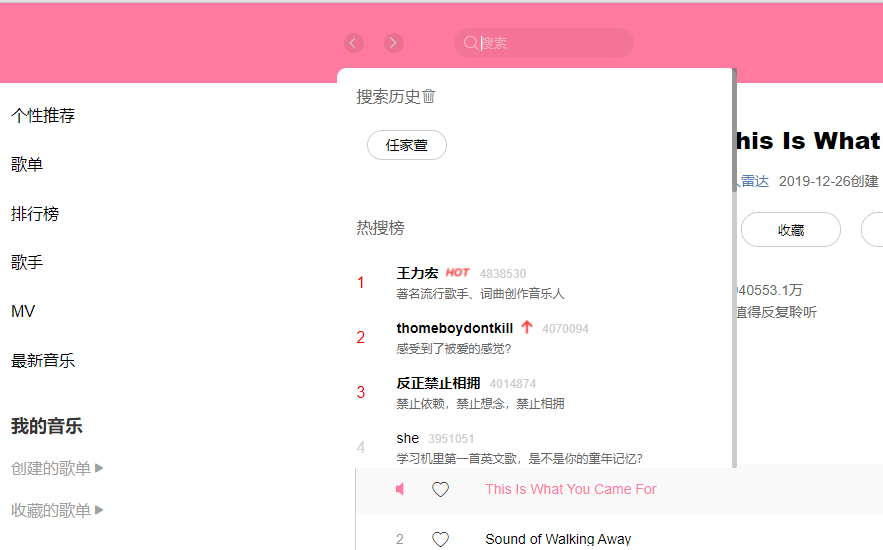 搜索
个性推荐
歌单
排行榜
歌手
MV
最新音乐
我的音乐
创建的歌单
收藏的歌单
搜索历史
任家萱
热搜榜
1 王力宏 HOT 4838530
著名流行歌手、词曲创作音乐人
2 thomeboydontkill 4070094
感受到了被爱的感觉?
3 反正禁止相拥 4014874
禁止依赖，禁止想念，禁止相拥
4 she 3951051
学习机里第一首英文歌，是不是你的童年记忆?
his Is What
雷达 2019-12-26创建
收藏
40553.1万
值得反复聆听
This Is What You Came For
2 Sound of Walking Away